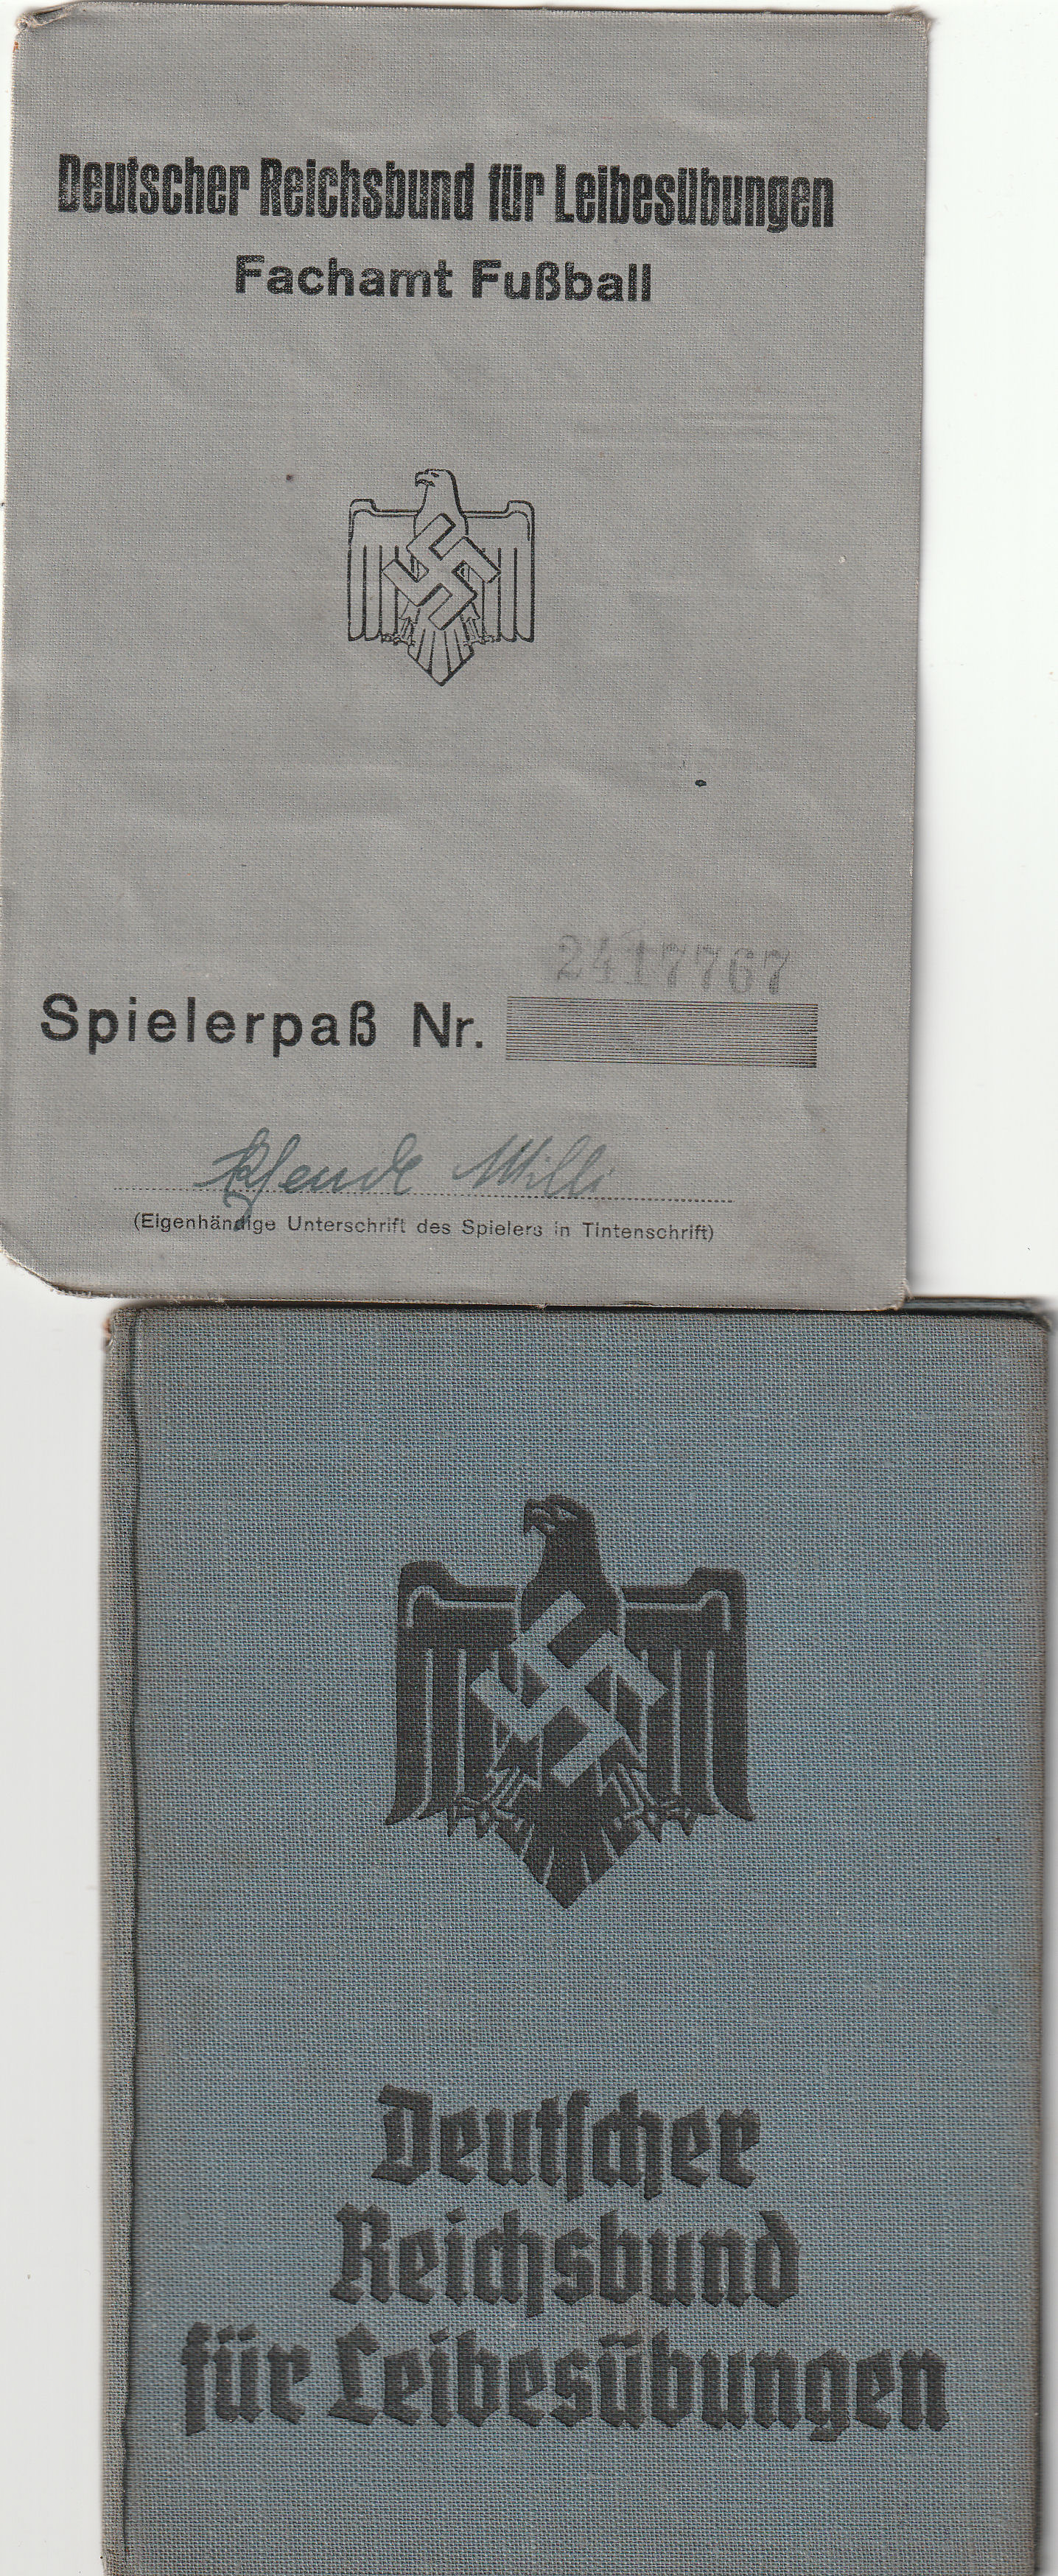 Deutscher Reichsbund für Leibesübungen
Fachamt Fußball
2417767
Spielerpaß Nr.
Willi
(Eigenhändige Unterschrift des Spielers in Tintenschrift)
Deutscher
Reichsbund
für Leibesübungen